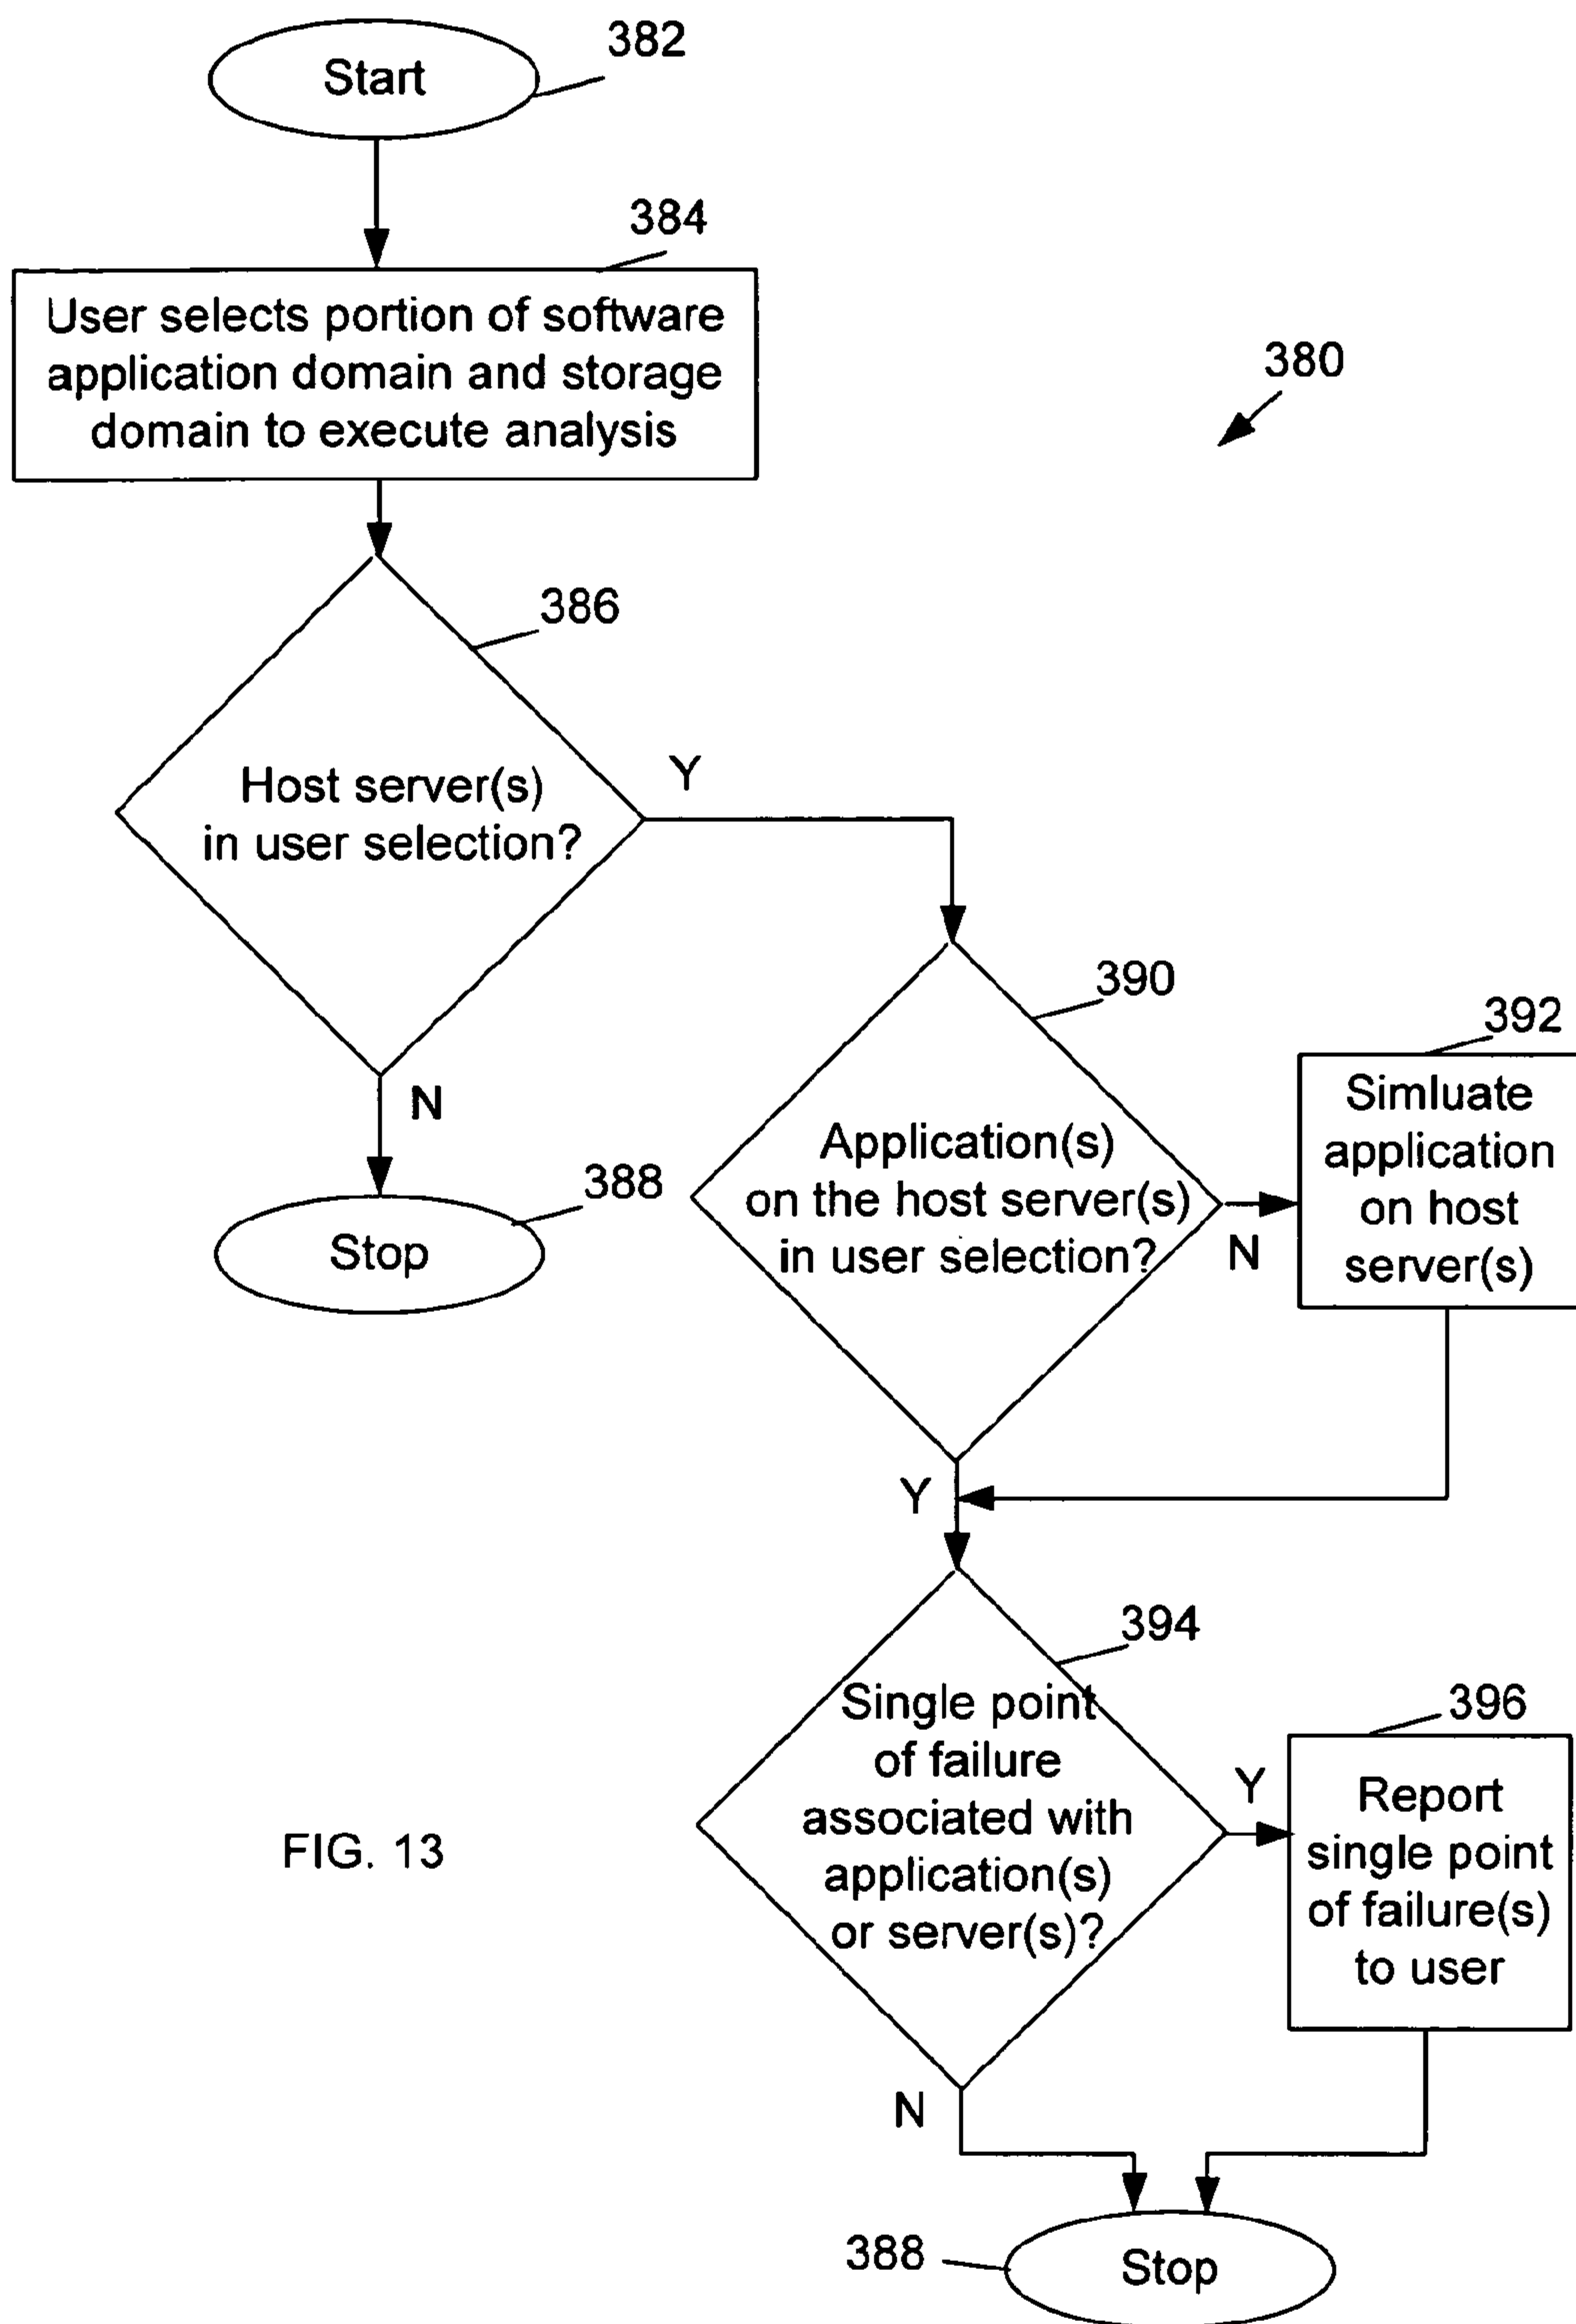 382
Start
384
User selects portion of software
application domain and storage
domain to execute analysis
380
386
Host server(s)
in user selection?
Y
N
388
Stop
390
Application(s)
on the host server(s)
in user selection?
N
392
Simluate
application
on host
server(s)
Y
394
Single point
of failure
associated with
application(s)
or server(s)?
Y
396
Report
single point
of failure(s)
to user
N
388
Stop
FIG. 13